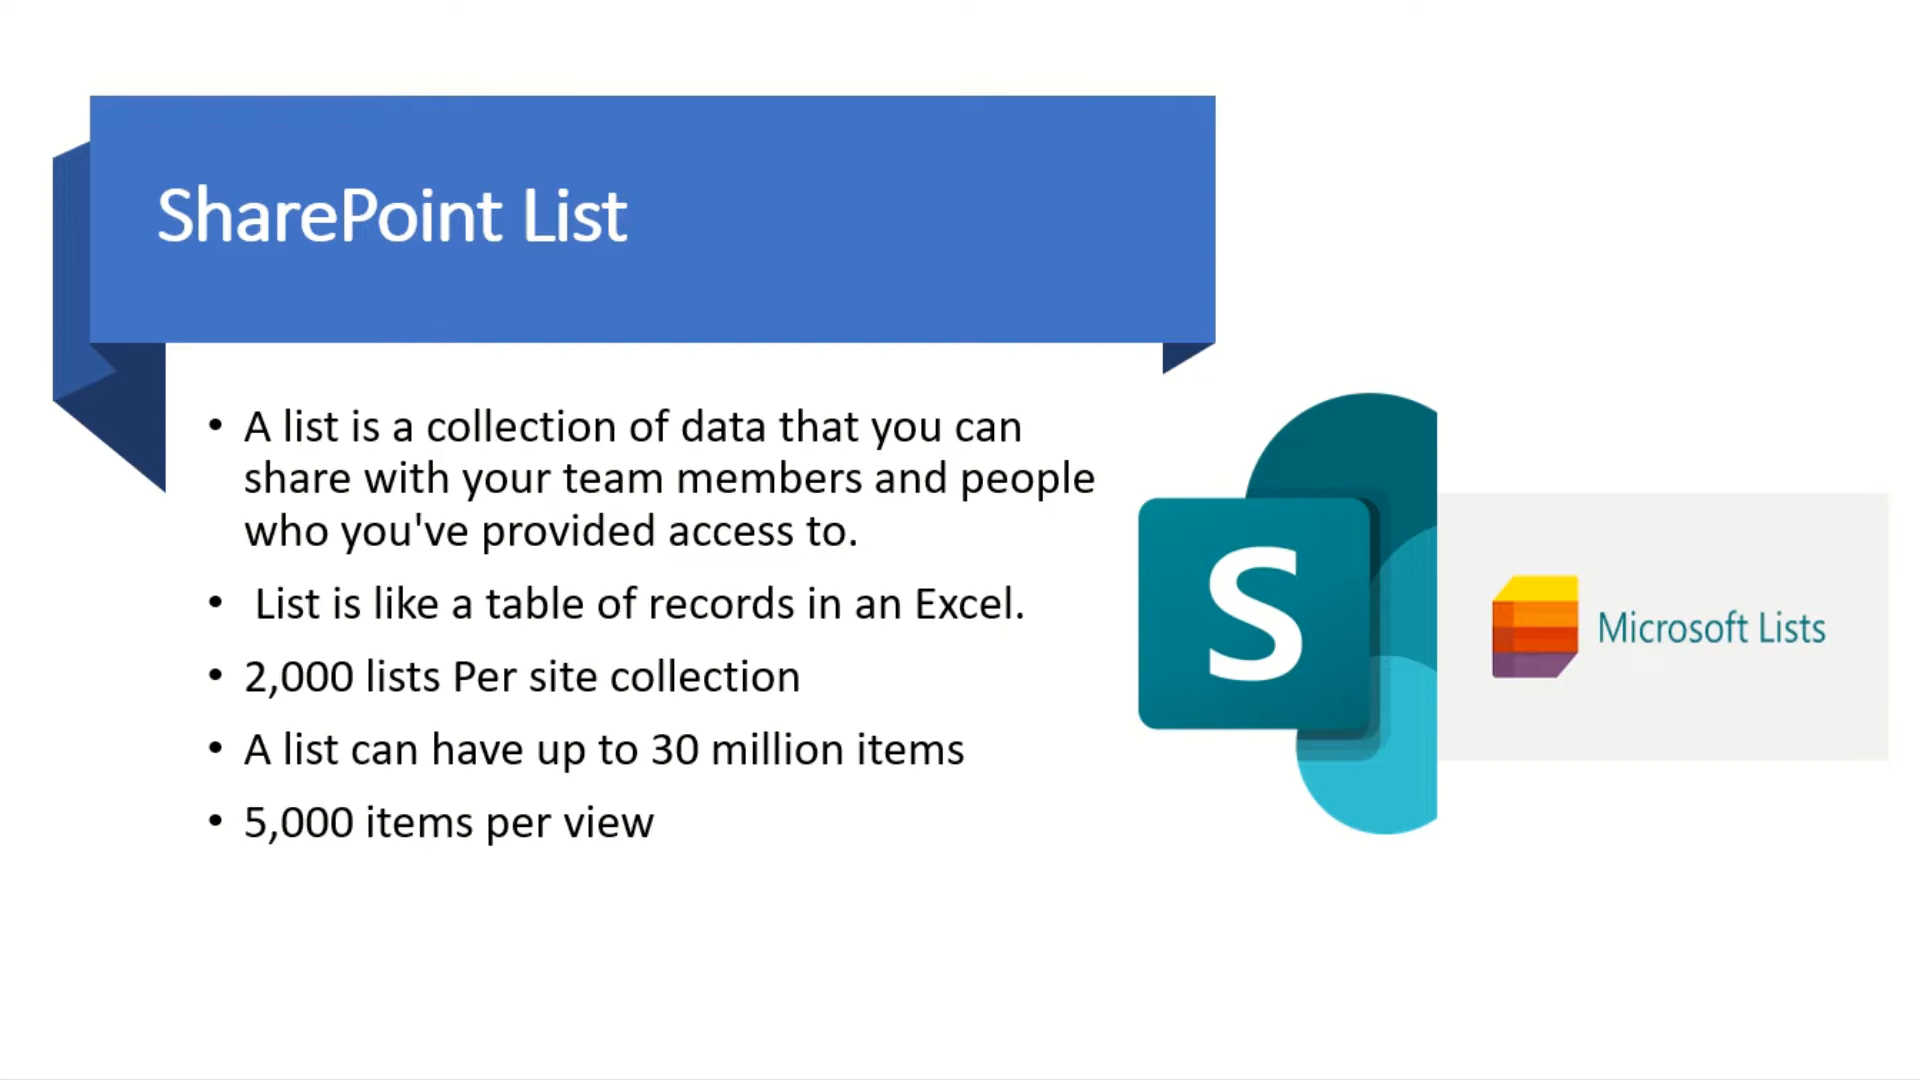 SharePoint List
• A list is a collection of data that you can
share with your team members and people
who you've provided access to.
• List is like a table of records in an Excel.
• 2,000 lists Per site collection
• A list can have up to 30 million items
• 5,000 items per view
S
Microsoft Lists